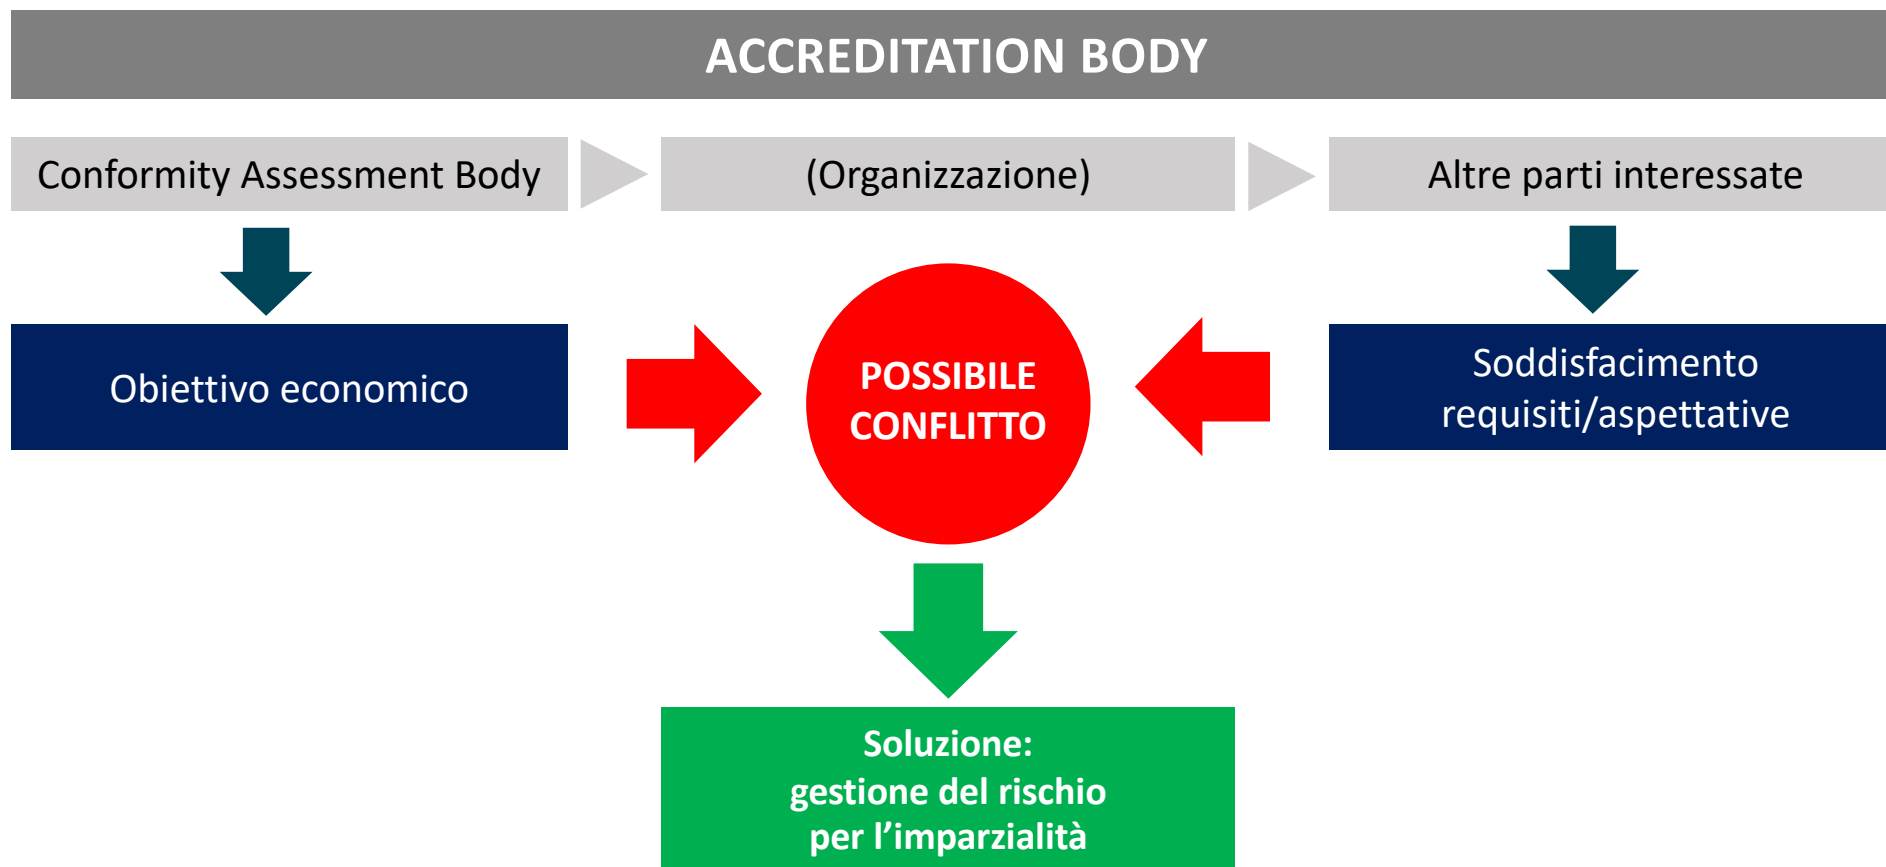 ACCREDITATION BODY
Conformity Assessment Body
(Organizzazione)
Altre parti interessate
Obiettivo economico
POSSIBILE
CONFLITTO
Soddisfacimento
requisiti/aspettative
Soluzione:
gestione del rischio
per l’imparzialità